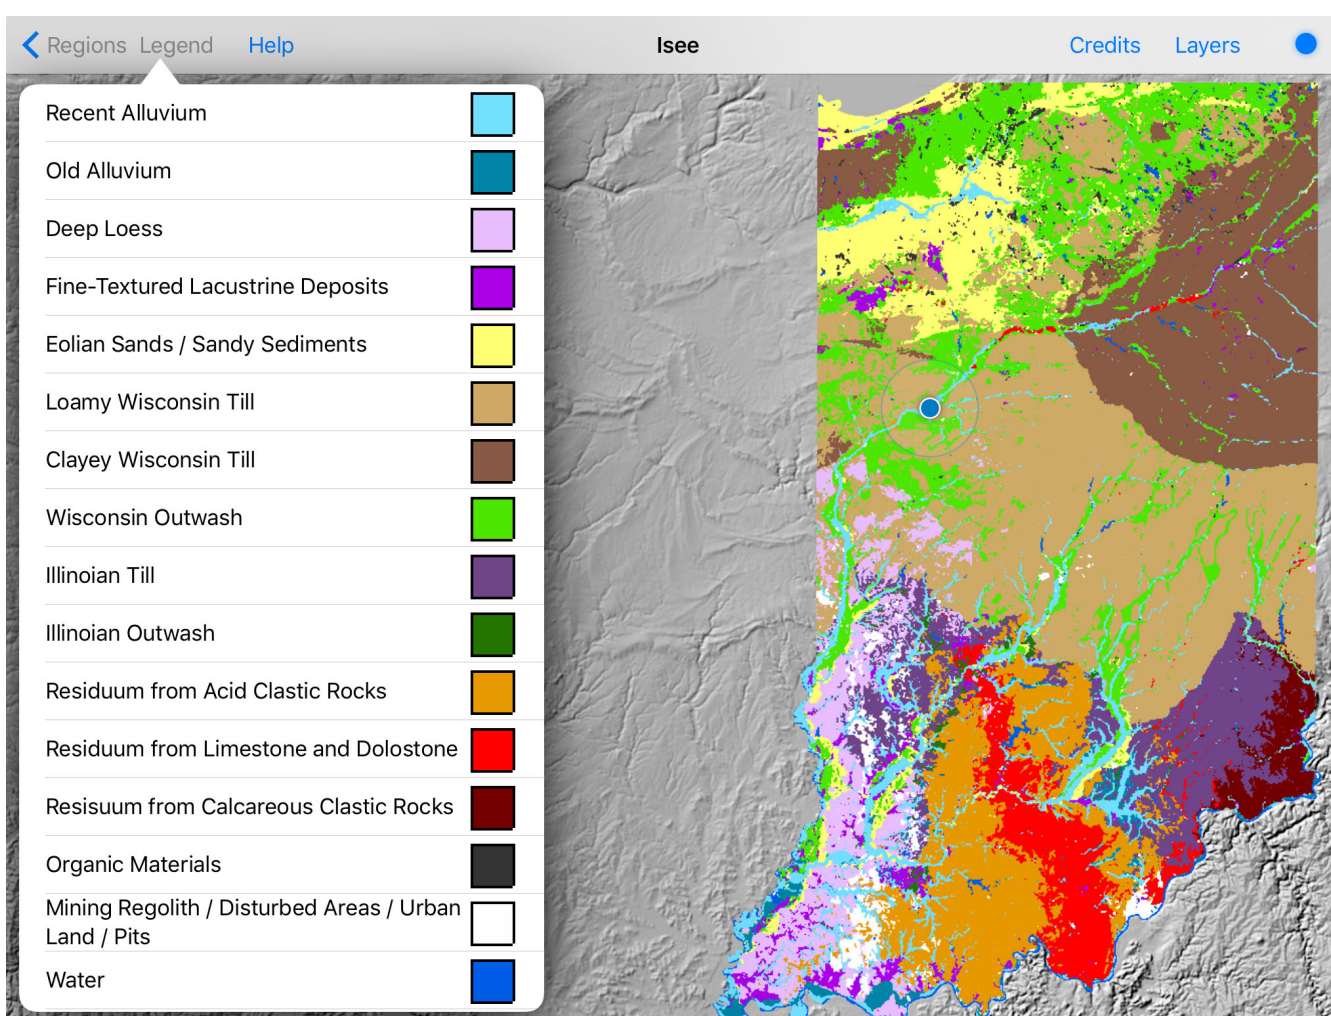 Regions Legend Help Isee Credits Layers
Recent Alluvium
Old Alluvium
Deep Loess
Fine-Textured Lacustrine Deposits
Eolian Sands / Sandy Sediments
Loamy Wisconsin Till
Clayey Wisconsin Till
Wisconsin Outwash
Illinoian Till
Illinoian Outwash
Residuum from Acid Clastic Rocks
Residuum from Limestone and Dolostone
Resisuum from Calcareous Clastic Rocks
Organic Materials
Mining Regolith / Disturbed Areas / Urban
Land / Pits
Water